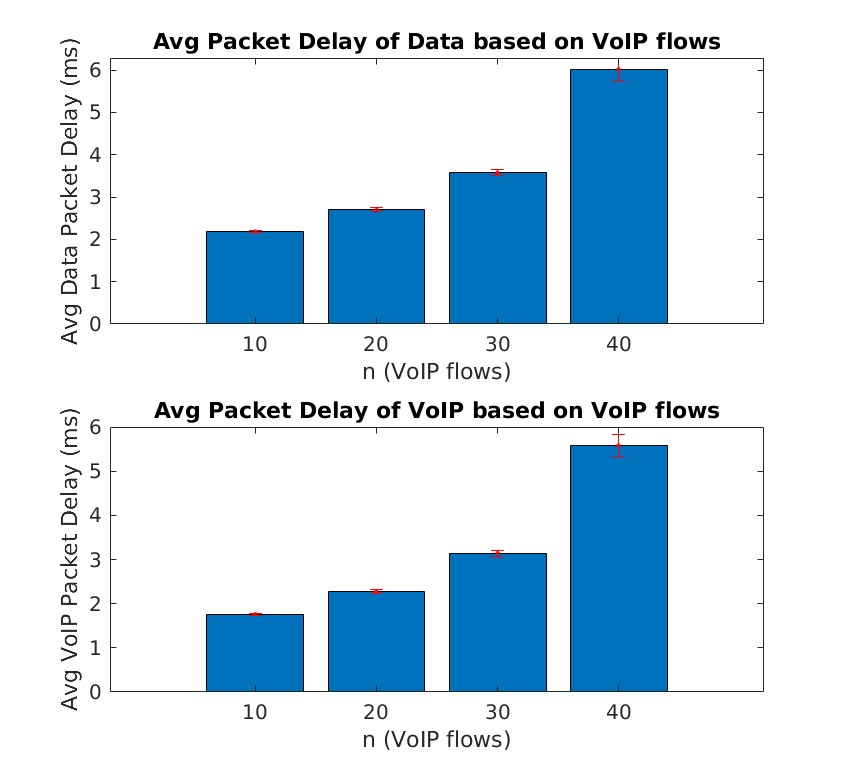 Avg Packet Delay of Data based on VoIP flows
Avg Data Packet Delay (ms)
6
5
4
3
2
1
0
10 20 30 40
n (VoIP flows)
Avg Packet Delay of VoIP based on VoIP flows
Avg VoIP Packet Delay (ms)
6
5
4
3
2
1
0
10 20 30 40
n (VoIP flows)